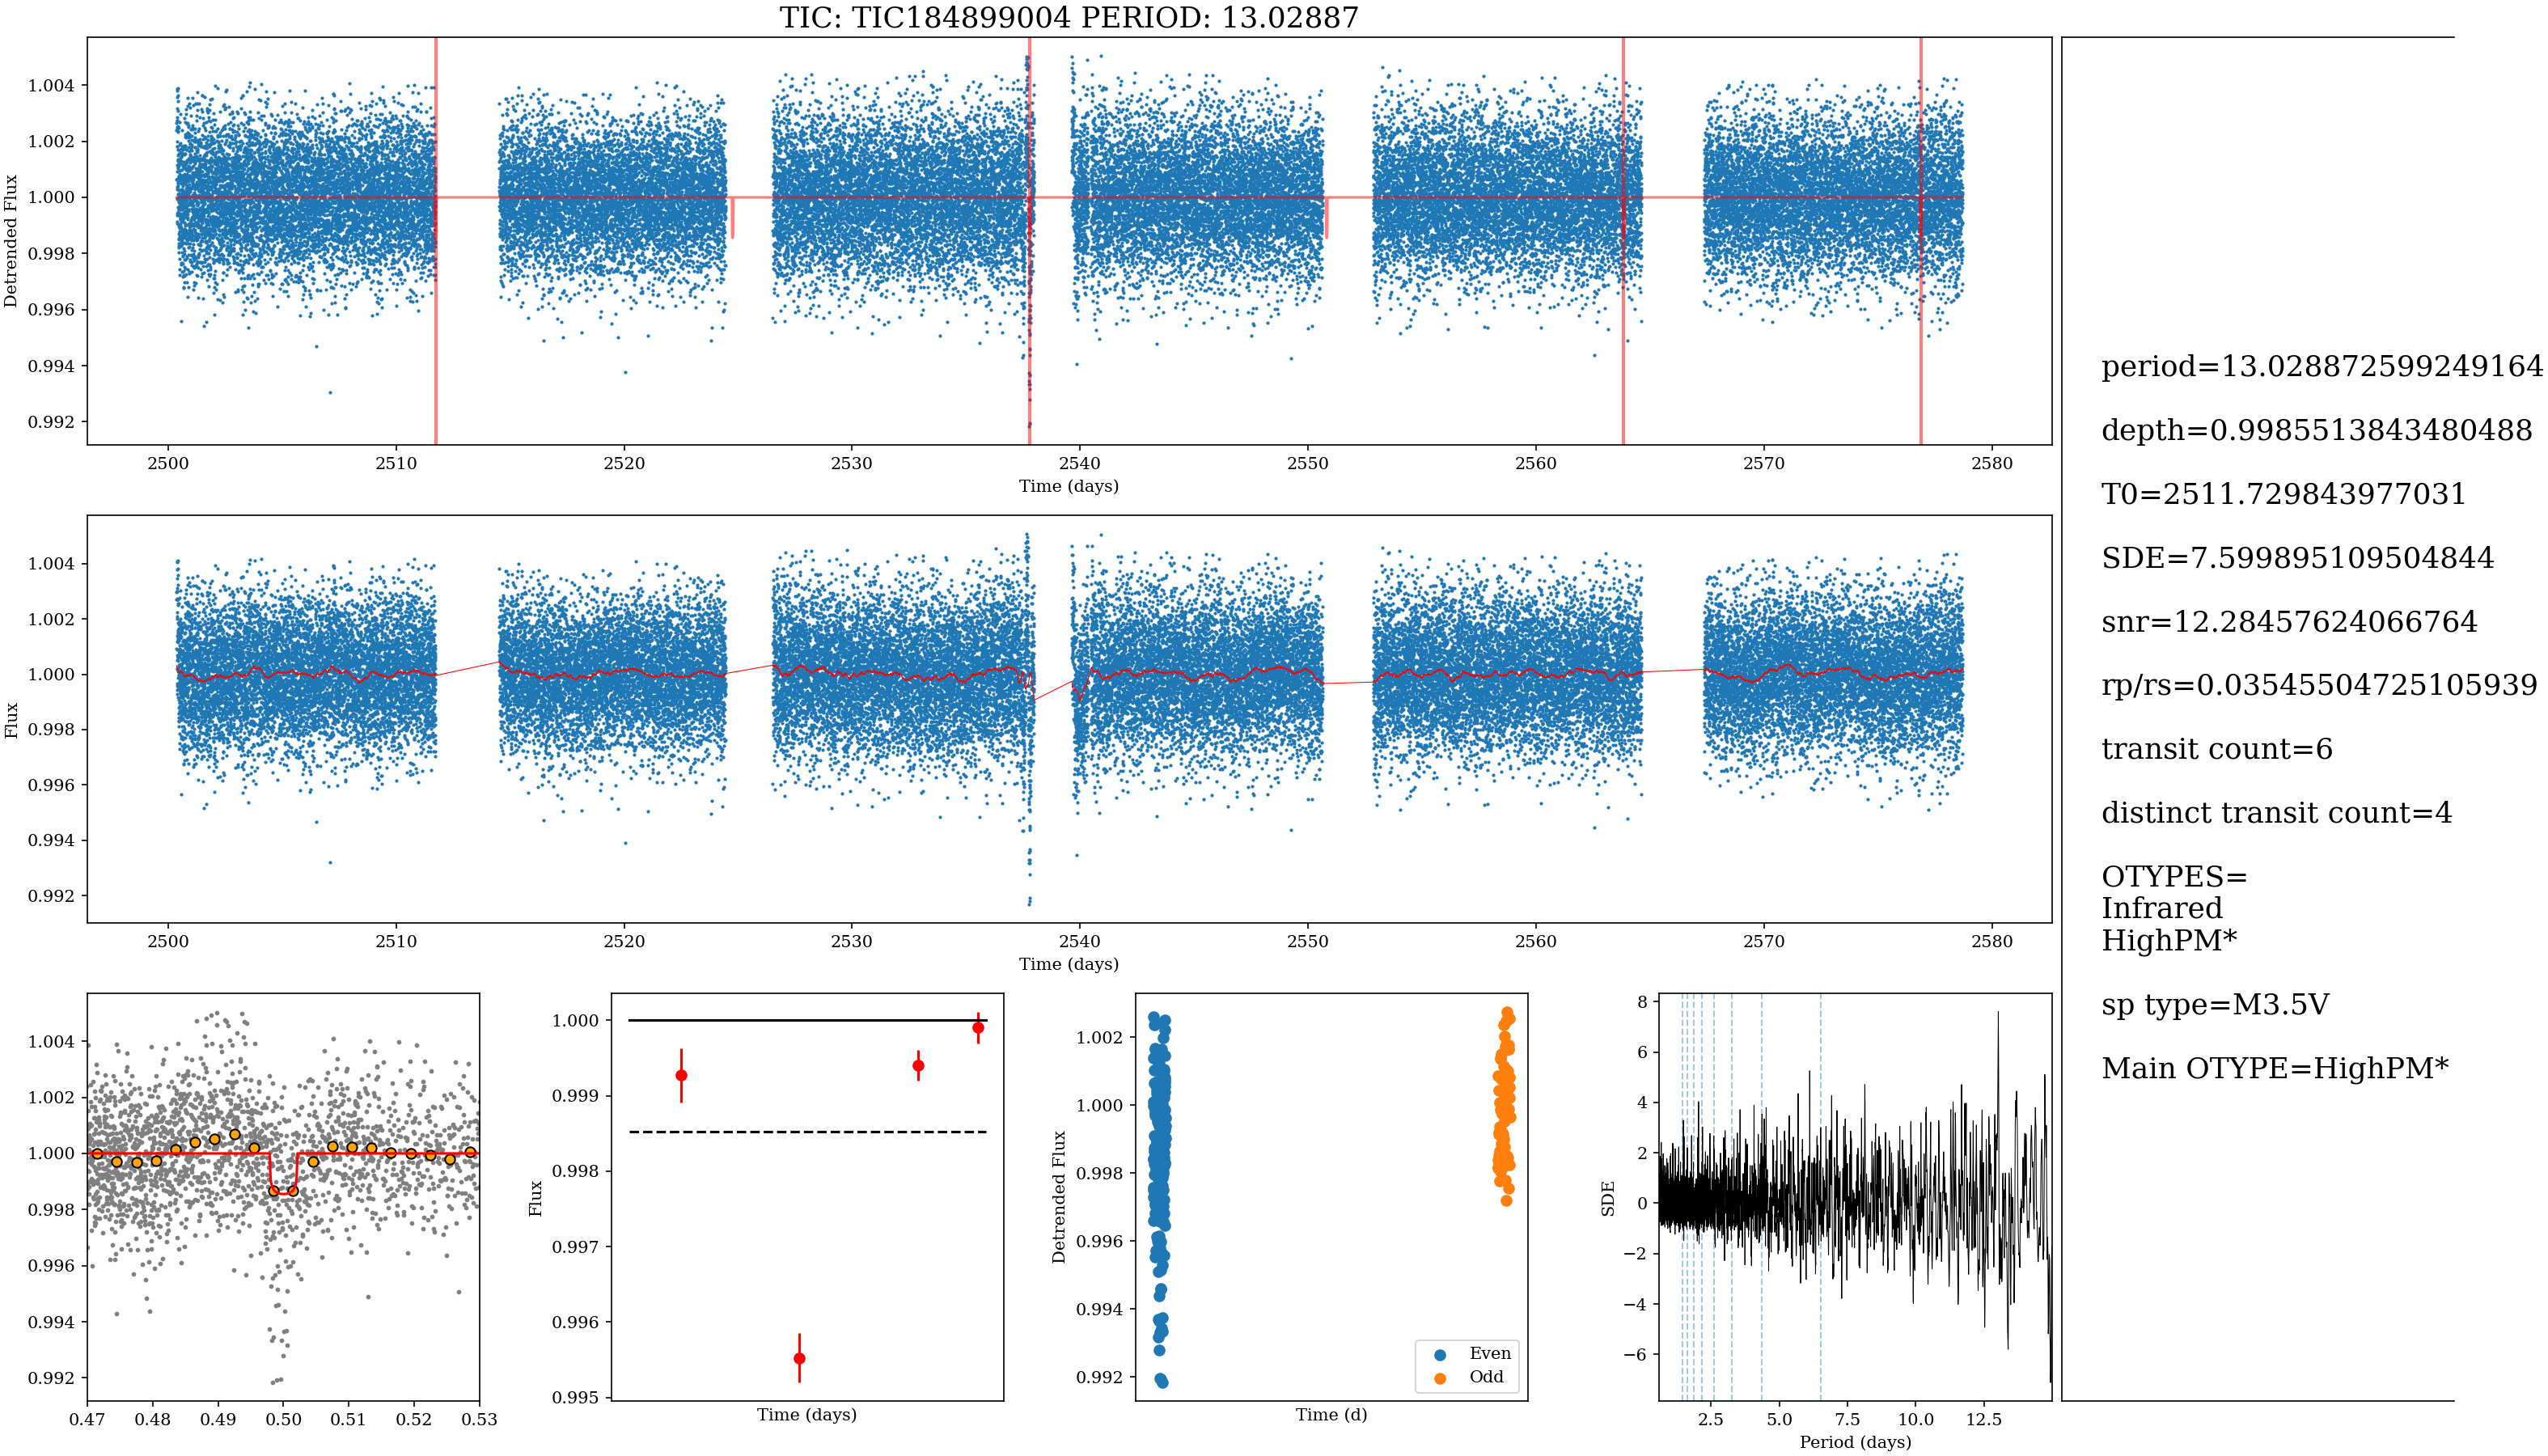 TIC: TIC184899004 PERIOD: 13.02887
Detrended Flux
1.004
1.002
1.000
0.998
0.996
0.994
0.992
2500 2510 2520 2530 2540 2550 2560 2570 2580
Time (days)
Flux
1.004
1.002
1.000
0.998
0.996
0.994
0.992
2500 2510 2520 2530 2540 2550 2560 2570 2580
Time (days)
1.004
1.002
1.000
0.998
0.996
0.994
0.992
0.47 0.48 0.49 0.50 0.51 0.52 0.53
Flux
1.000
0.999
0.998
0.997
0.996
0.995
Time (days)
Detrended Flux
1.002
1.000
0.998
0.996
0.994
0.992
Even
Odd
Time (d)
SDE
8
6
4
2
0
−2
−4
−6
2.5 5.0 7.5 10.0 12.5
Period (days)
period=13.028872599249164
depth=0.9985513843480488
T0=2511.729843977031
SDE=7.599895109504844
snr=12.28457624066764
rp/rs=0.03545504725105939
transit count=6
distinct transit count=4
OTYPES=
Infrared
HighPM*
sp type=M3.5V
Main OTYPE=HighPM*